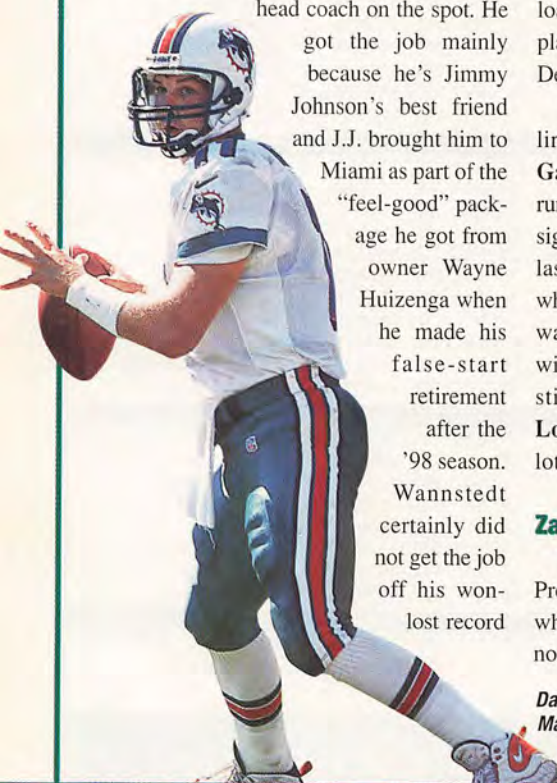 head coach on the spot. He
got the job mainly
because he's Jimmy
Johnson's best friend
and J.J. brought him to
Miami as part of the
"feel-good" pack-
age he got from
owner Wayne
Huizenga when
he made his
false-start
retirement
after the
'98 season.
Wannstedt
certainly did
not get the job
off his won-
lost record